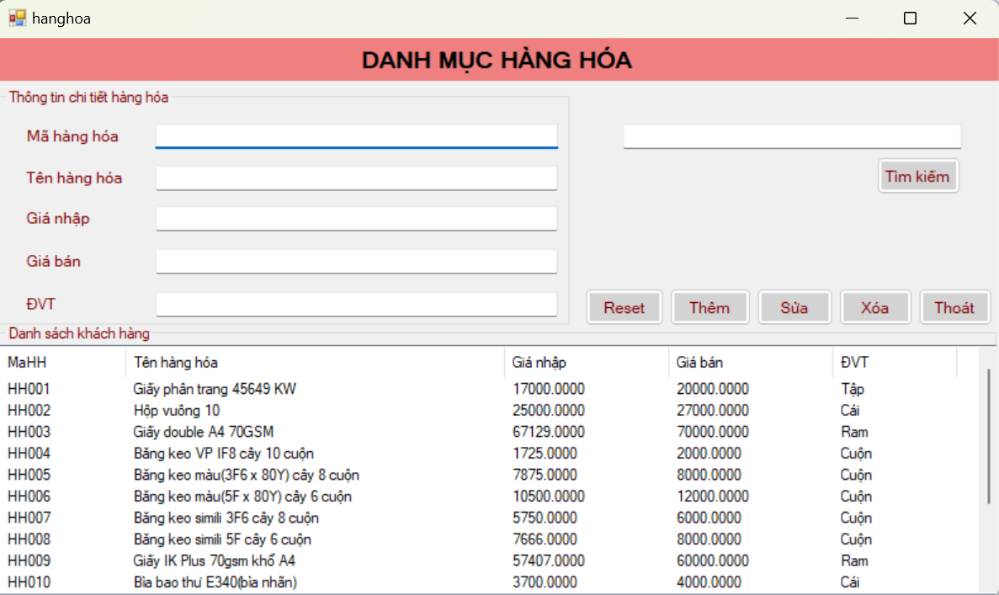 hanghoa
DANH MỤC HÀNG HÓA
Thông tin chi tiết hàng hóa
Mã hàng hóa
Tên hàng hóa
Giá nhập
Giá bán
ĐVT
Tìm kiếm
Reset Thêm Sửa Xóa Thoát
Danh sách khách hàng
MaHH Tên hàng hóa Giá nhập Giá bán ĐVT
HH001 Giấy phân trang 45649 KW 17000.0000 20000.0000 Tập
HH002 Hộp vuông 10 25000.0000 27000.0000 Cái
HH003 Giấy double A4 70GSM 67129.0000 70000.0000 Ram
HH004 Băng keo VP IF8 cây 10 cuộn 1725.0000 2000.0000 Cuộn
HH005 Băng keo màu(3F6 x 80Y) cây 8 cuộn 7875.0000 8000.0000 Cuộn
HH006 Băng keo màu(5F x 80Y) cây 6 cuộn 10500.0000 12000.0000 Cuộn
HH007 Băng keo simili 3F6 cây 8 cuộn 5750.0000 6000.0000 Cuộn
HH008 Băng keo simili 5F cây 6 cuộn 7666.0000 8000.0000 Cuộn
HH009 Giấy IK Plus 70gsm khổ A4 57407.0000 60000.0000 Ram
HH010 Bìa bao thư E340(bìa nhãn) 3700.0000 4000.0000 Cái